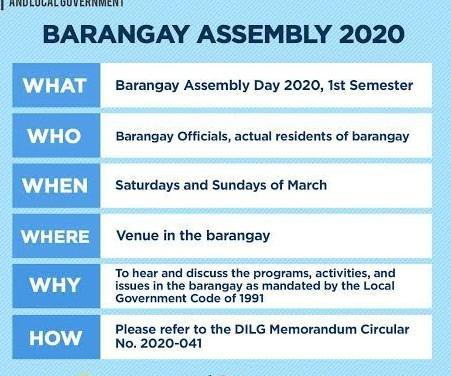 AND LOCAL GOVERNMENT
BARANGAY ASSEMBLY 2020
WHAT
Barangay Assembly Day 2020, 1st Semester
WHO
Barangay Officials, actual residents of barangay
WHEN
Saturdays and Sundays of March
WHERE
Venue in the barangay
WHY
To hear and discuss the programs, activities, and
issues in the barangay as mandated by the Local
Government Code of 1991
HOW
Please refer to the DILG Memorandum Circular
No. 2020-041